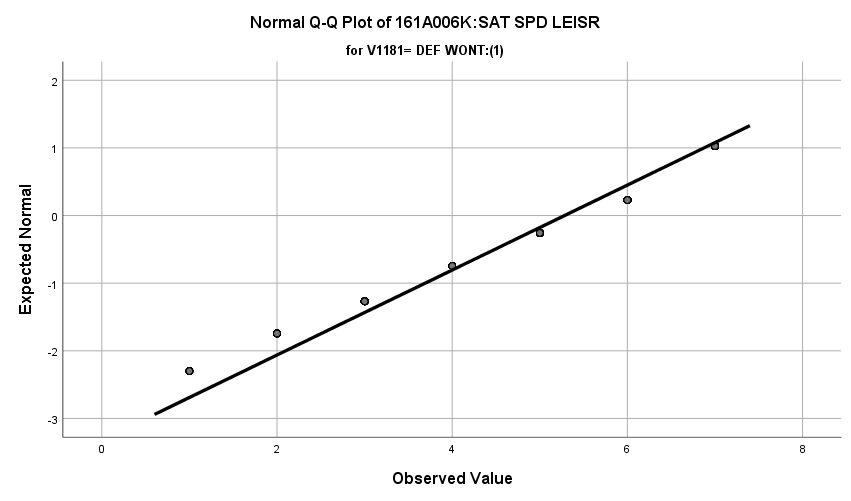 Normal Q-Q Plot of 161A006K:SAT SPD LEISR
for V1181= DEF WONT:(1)
2
1
0
-1
-2
-3
Expected Normal
0 2 4 6 8
Observed Value